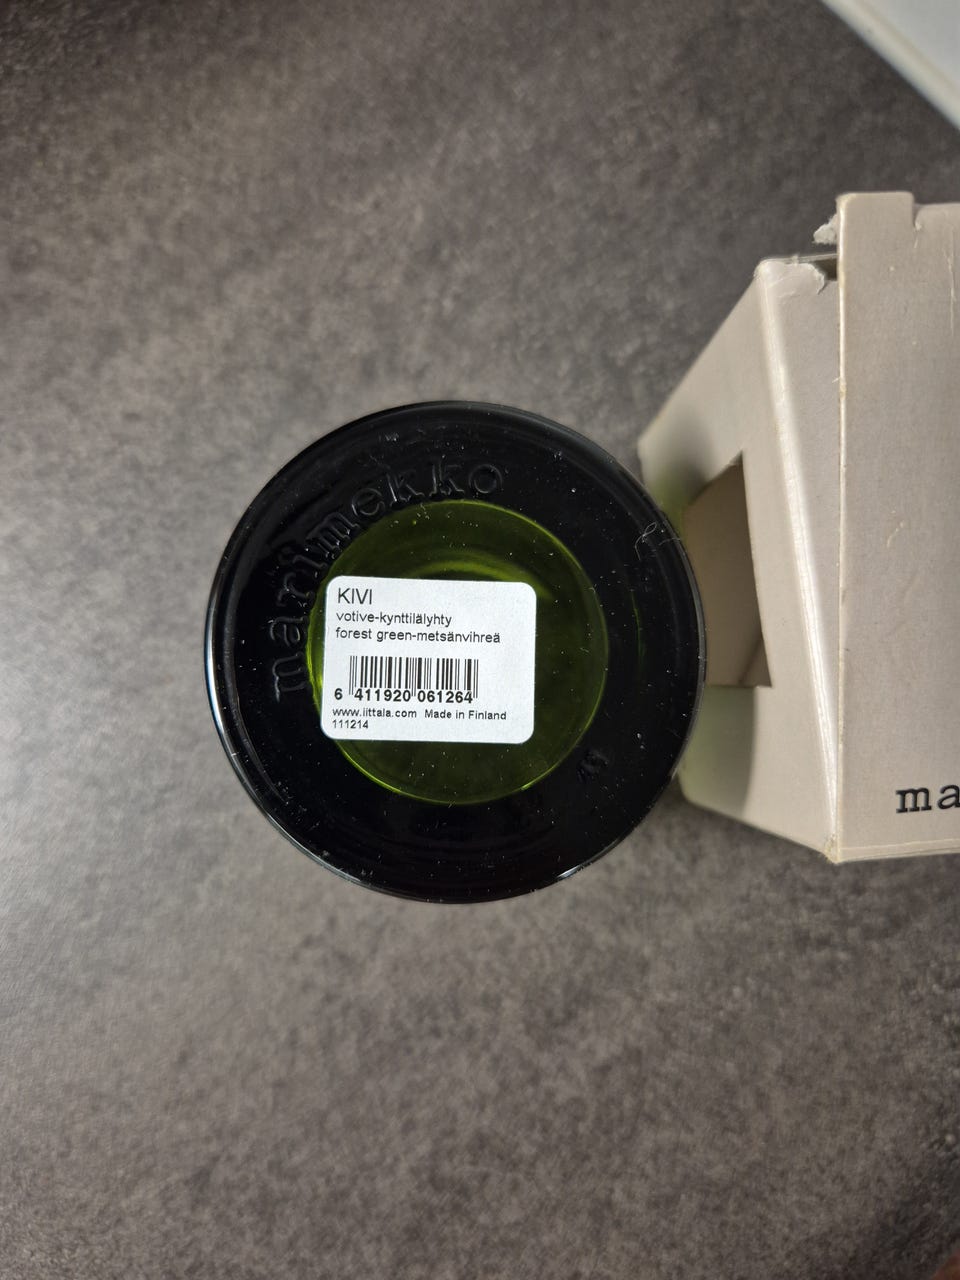 marimekko
KIVI
votive-kynttilälyhty
forest green-metsänvihreä
6 411920 061264
www.iittala.com Made in Finland
111214
ma